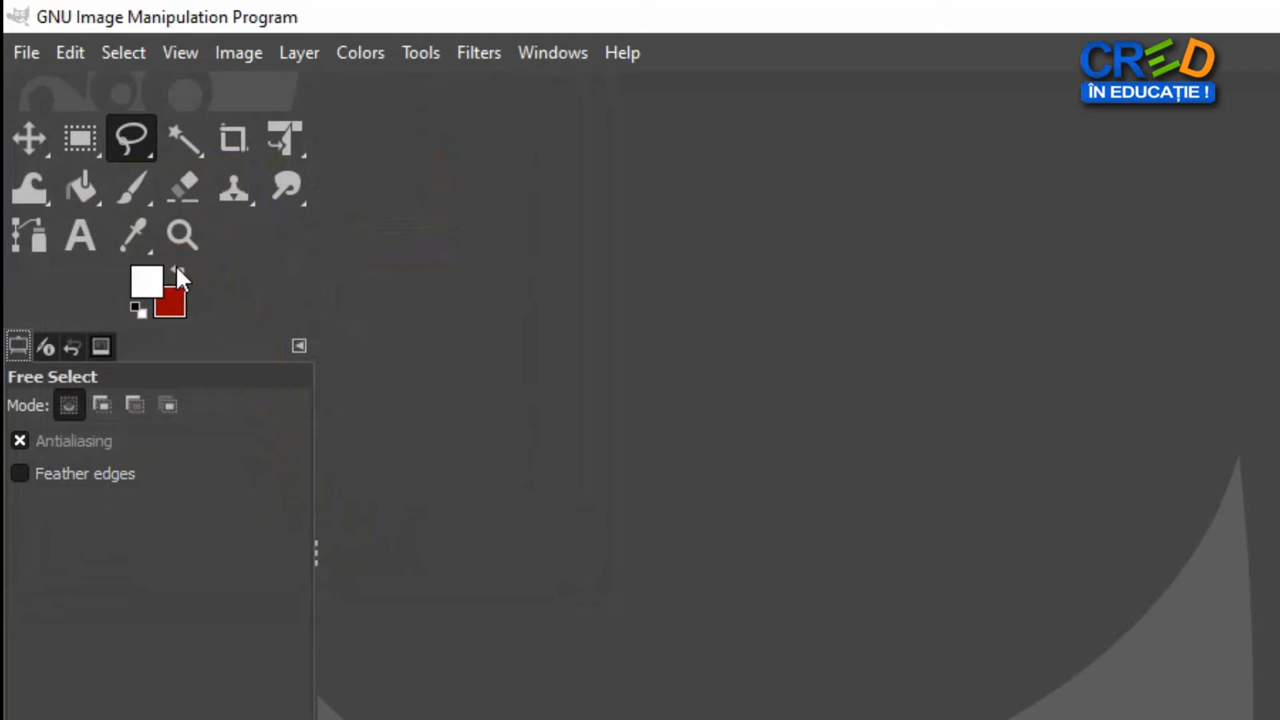 GNU Image Manipulation Program
File Edit Select View Image Layer Colors Tools Filters Windows Help
CRED
ÎN EDUCAȚIE !
Free Select
Mode:
Antialiasing
Feather edges